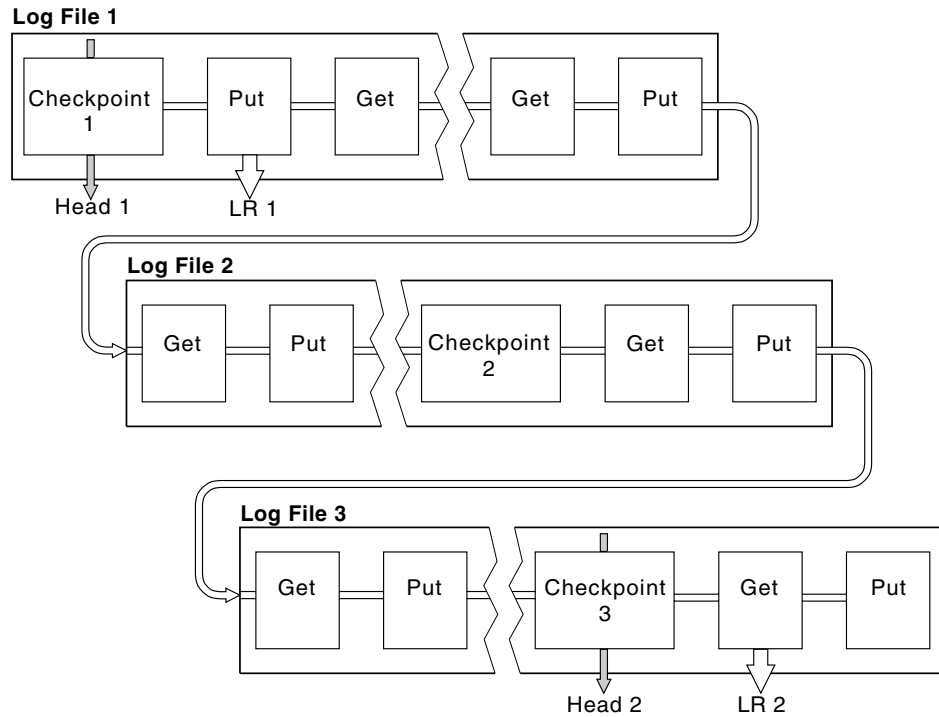 Log File 1
Checkpoint
1
Put
Get
Get
Put
Head 1
LR 1
Log File 2
Get
Put
Checkpoint
2
Get
Put
Log File 3
Get
Put
Checkpoint
3
Get
Put
Head 2
LR 2